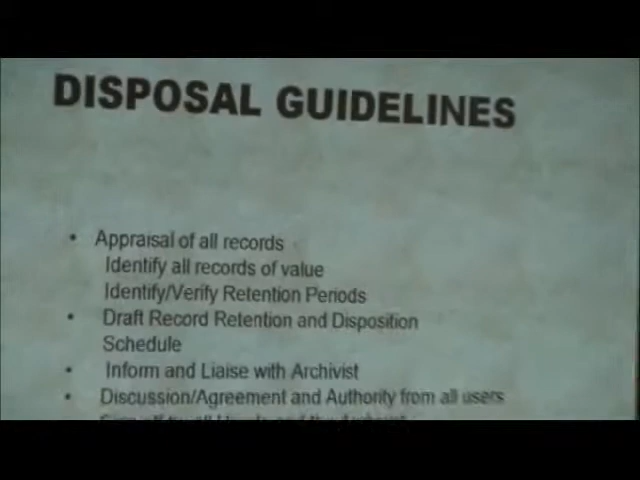 DISPOSAL GUIDELINES
• Appraisal of all records
Identify all records of value
Identify/Verify Retention Periods
• Draft Record Retention and Disposition
Schedule
• Inform and Liaise with Archivist
• Discussion/Agreement and Authority from all users